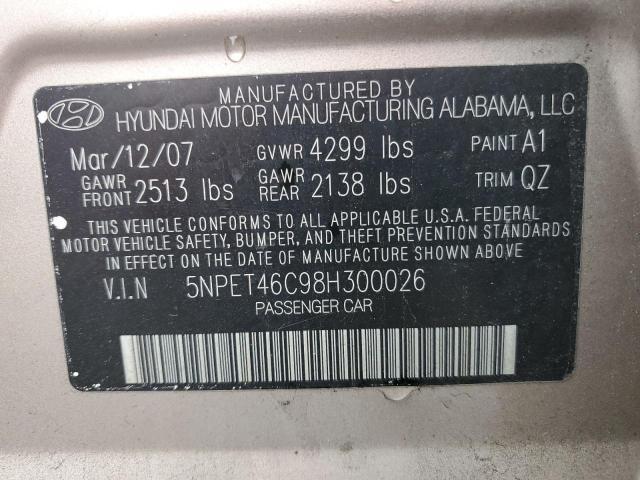 MANUFACTURED BY
HYUNDAI MOTOR MANUFACTURING ALABAMA, LLC
Mar/12/07 GVWR 4299 lbs PAINT A1
GAWR FRONT 2513 lbs GAWR REAR 2138 lbs TRIM QZ
THIS VEHICLE CONFORMS TO ALL APPLICABLE U.S.A. FEDERAL
MOTOR VEHICLE SAFETY, BUMPER, AND THEFT PREVENTION STANDARDS
IN EFFECT ON THE DATE OF MANUFACTURE SHOWN ABOVE.
V.I.N 5NPET46C98H300026
PASSENGER CAR